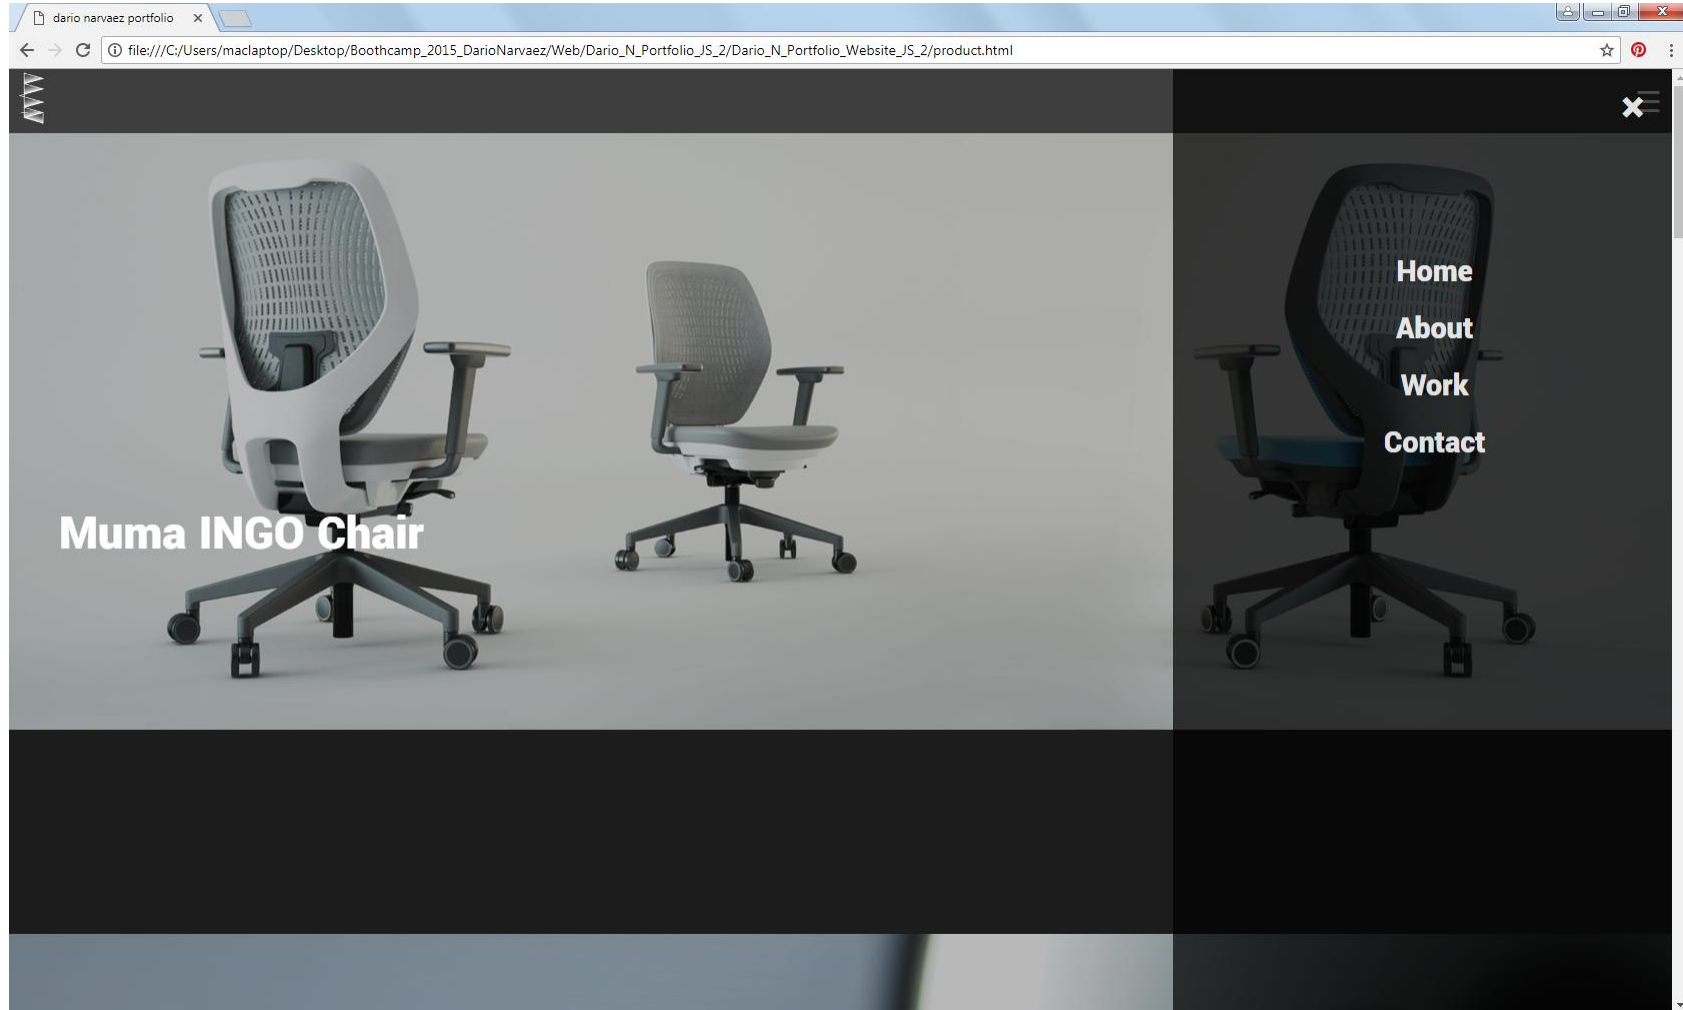 dario narvaez portfolio
file:///C:/Users/maclaptop/Desktop/Boothcamp_2015_DarioNarvaez/Web/Dario_N_Portfolio_JS_2/Dario_N_Portfolio_Website_JS_2/product.html
Home
About
Work
Contact
Muma INGO Chair